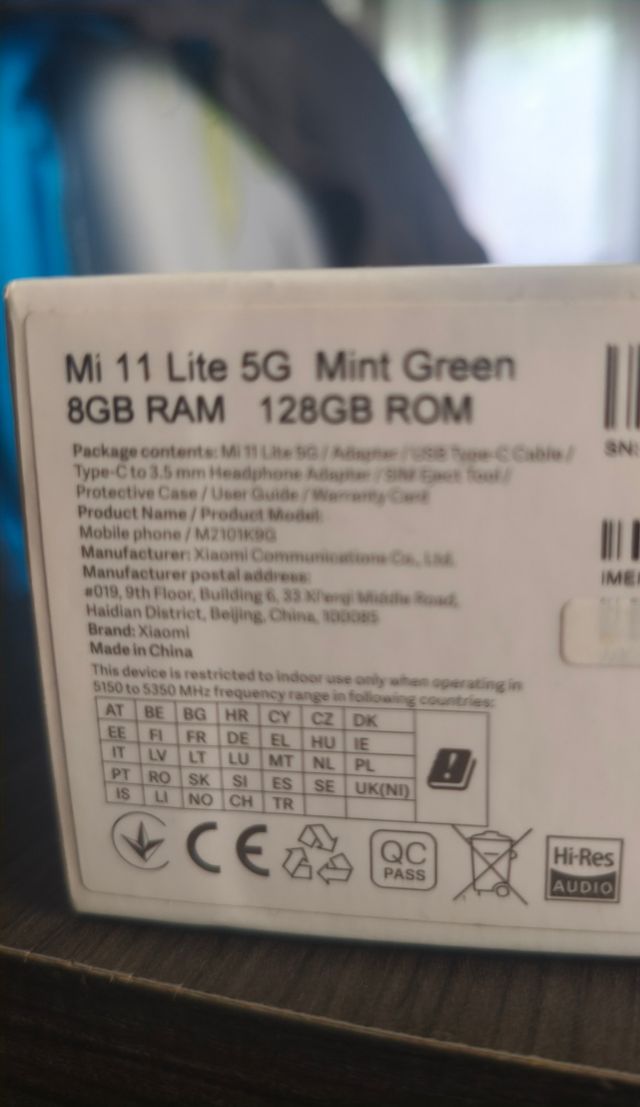 Mi 11 Lite 5G Mint Green
8GB RAM 128GB ROM
Package contents: Mi 11 Lite 5G / Adapter / USB Type-C Cable /
Type-C to 3.5 mm Headphone Adapter / SIM Eject Tool /
Protective Case / User Guide / Warranty Card
Product Name / Product Model:
Mobile phone / M2101K9G
Manufacturer: Xiaomi Communications Co., Ltd.
Manufacturer postal address:
#019, 9th Floor, Building 6, 33 Xi'erqi Middle Road,
Haidian District, Beijing, China, 100085
Brand: Xiaomi
Made in China
This device is restricted to indoor use only when operating in
5150 to 5350 MHz frequency range in following countries:
AT BE BG HR CY CZ DK
EE FI FR DE EL HU IE
IT LV LT LU MT NL PL
PT RO SK SI ES SE UK(NI)
IS LI NO CH TR
CE
QC
PASS
Hi-Res
AUDIO
SN:
IMEI